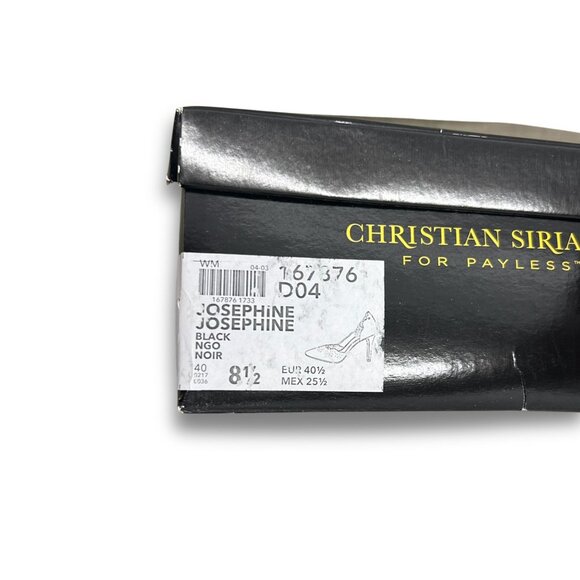 CHRISTIAN SIRIA
FOR PAYLESS™
WM 04-03
167876 1733
167876
D04
JOSEPHINE
JOSEPHINE
BLACK
NGO
NOIR
40
0217
8½
EUR 40½
MEX 25½